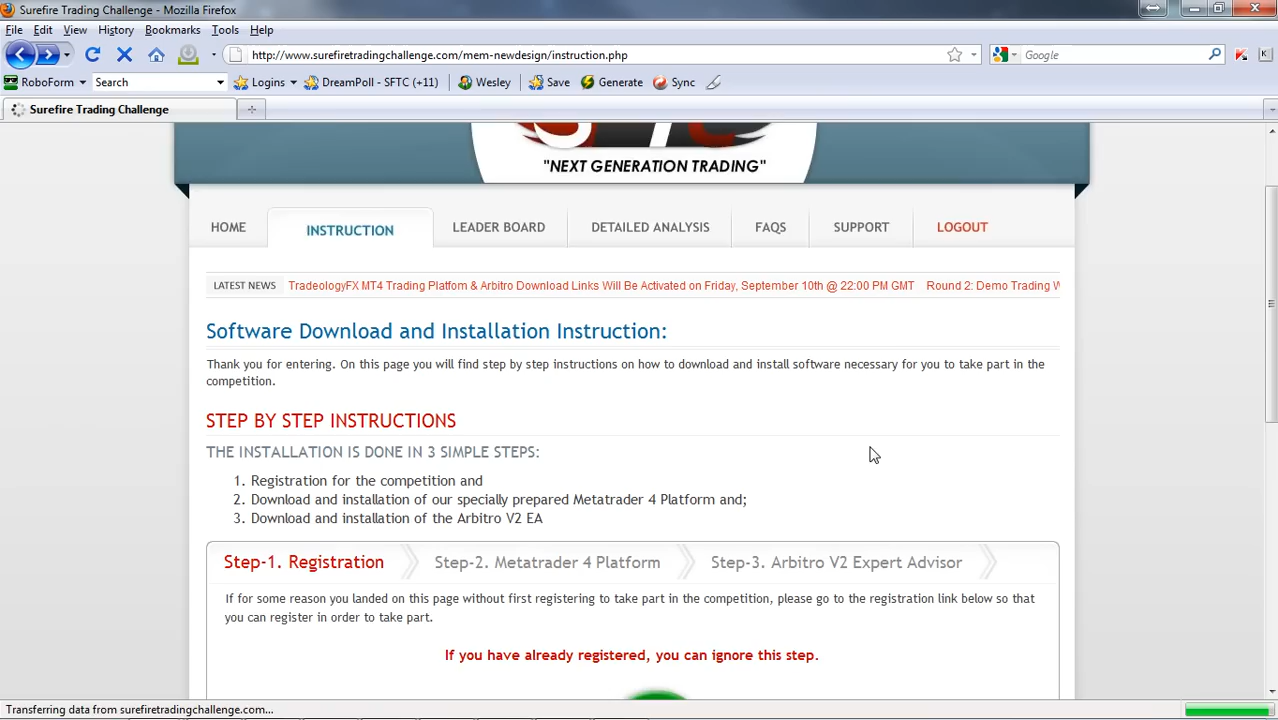 Surefire Trading Challenge - Mozilla Firefox
File Edit View History Bookmarks Tools Help
http://www.surefiretradingchallenge.com/mem-newdesign/instruction.php
Google
RoboForm Search Logins DreamPoll - SFTC (+11) Wesley Save Generate Sync
Surefire Trading Challenge
"NEXT GENERATION TRADING"
HOME INSTRUCTION LEADER BOARD DETAILED ANALYSIS FAQS SUPPORT LOGOUT
LATEST NEWS TradeologyFX MT4 Trading Platfom & Arbitro Download Links Will Be Activated on Friday, September 10th @ 22:00 PM GMT Round 2: Demo Trading W
Software Download and Installation Instruction:
Thank you for entering. On this page you will find step by step instructions on how to download and install software necessary for you to take part in the
competition.
STEP BY STEP INSTRUCTIONS
THE INSTALLATION IS DONE IN 3 SIMPLE STEPS:
1. Registration for the competition and
2. Download and installation of our specially prepared Metatrader 4 Platform and;
3. Download and installation of the Arbitro V2 EA
Step-1. Registration Step-2. Metatrader 4 Platform Step-3. Arbitro V2 Expert Advisor
If for some reason you landed on this page without first registering to take part in the competition, please go to the registration link below so that
you can register in order to take part.
If you have already registered, you can ignore this step.
Transferring data from surefiretradingchallenge.com...